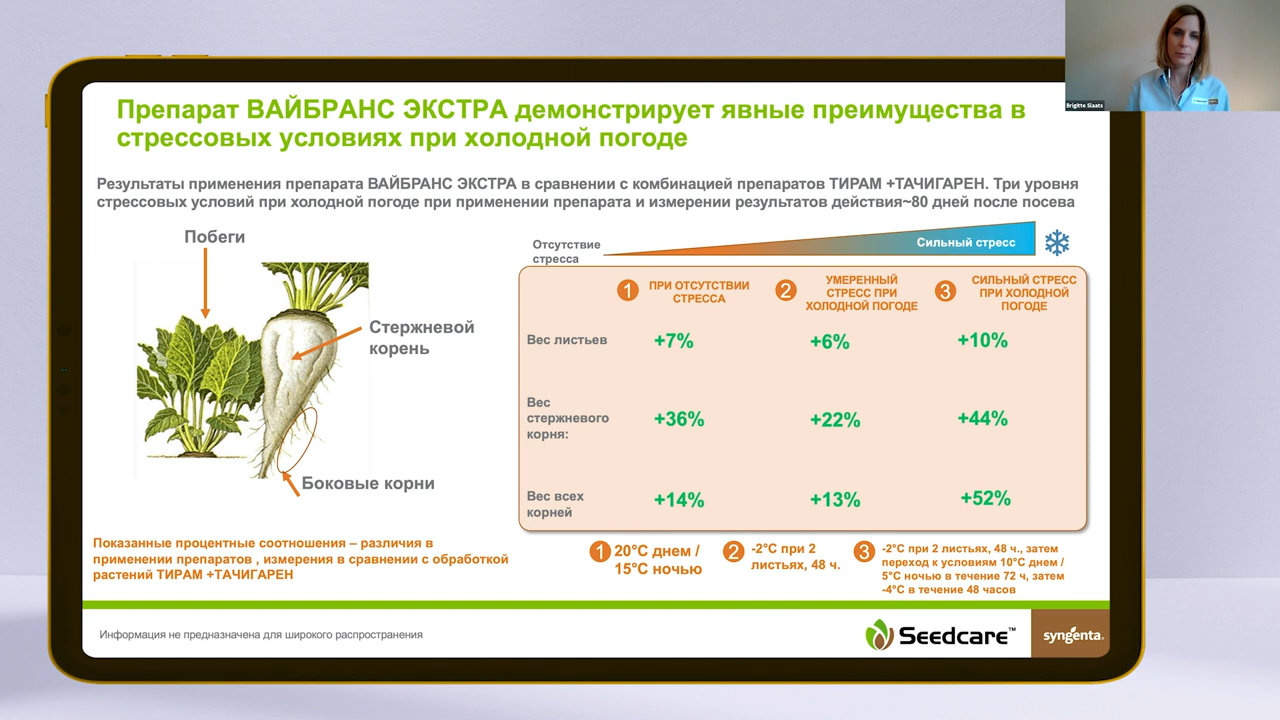 Brigitte Slaats
Препарат ВАЙБРАНС ЭКСТРА демонстрирует явные преимущества в
стрессовых условиях при холодной погоде
Результаты применения препарата ВАЙБРАНС ЭКСТРА в сравнении с комбинацией препаратов ТИРАМ +ТАЧИГАРЕН. Три уровня
стрессовых условий при холодной погоде при применении препарата и измерении результатов действия~80 дней после посева
Побеги
Стержневой
корень
Боковые корни
Отсутствие
стресса
Сильный стресс
1 ПРИ ОТСУТСТВИИ
СТРЕССА
2 УМЕРЕННЫЙ
СТРЕСС ПРИ
ХОЛОДНОЙ ПОГОДЕ
3 СИЛЬНЫЙ СТРЕСС
ПРИ ХОЛОДНОЙ
ПОГОДЕ
Вес листьев +7% +6% +10%
Вес
стержневого
корня:
+36% +22% +44%
Вес всех
корней
+14% +13% +52%
Показанные процентные соотношения – различия в
применении препаратов , измерения в сравнении с обработкой
растений ТИРАМ +ТАЧИГАРЕН
1 20°C днем /
15°C ночью
2 -2°C при 2
листьях, 48 ч.
3 -2°C при 2 листьях, 48 ч., затем
переход к условиям 10°C днем /
5°C ночью в течение 72 ч, затем
-4°C в течение 48 часов
Информация не предназначена для широкого распространения
Seedcare™
syngenta.